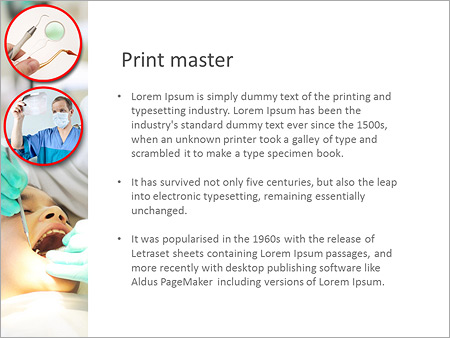 Print master
• Lorem Ipsum is simply dummy text of the printing and
typesetting industry. Lorem Ipsum has been the
industry's standard dummy text ever since the 1500s,
when an unknown printer took a galley of type and
scrambled it to make a type specimen book.
• It has survived not only five centuries, but also the leap
into electronic typesetting, remaining essentially
unchanged.
• It was popularised in the 1960s with the release of
Letraset sheets containing Lorem Ipsum passages, and
more recently with desktop publishing software like
Aldus PageMaker including versions of Lorem Ipsum.